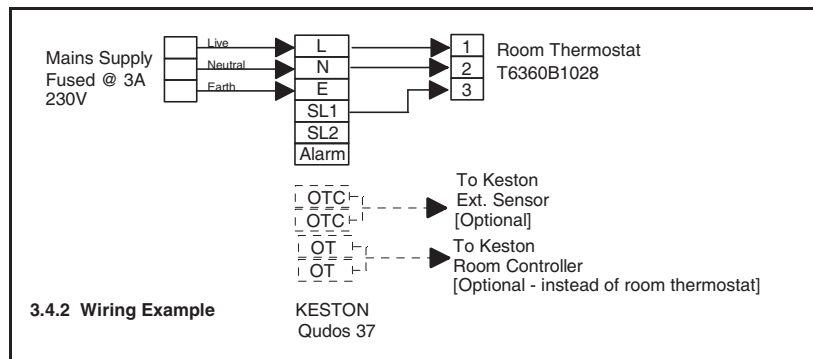 Mains Supply
Fused @ 3A
230V
Live
Neutral
Earth
L
N
E
SL1
SL2
Alarm
1
2
3
Room Thermostat
T6360B1028
OTC
OTC
To Keston
Ext. Sensor
[Optional]
OT
OT
To Keston
Room Controller
[Optional - instead of room thermostat]
3.4.2 Wiring Example
KESTON
Qudos 37